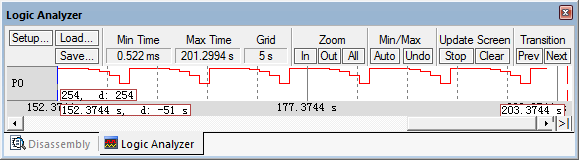 Logic Analyzer
Setup... Load... Min Time Max Time Grid Zoom Min/Max Update Screen Transition
Save... 0.522 ms 201.2994 s 5 s In Out All Auto Undo Stop Clear Prev Next
P0
254, d: 254
152.3744 s, d: -51 s 177.3744 s 203.3744 s
Disassembly Logic Analyzer